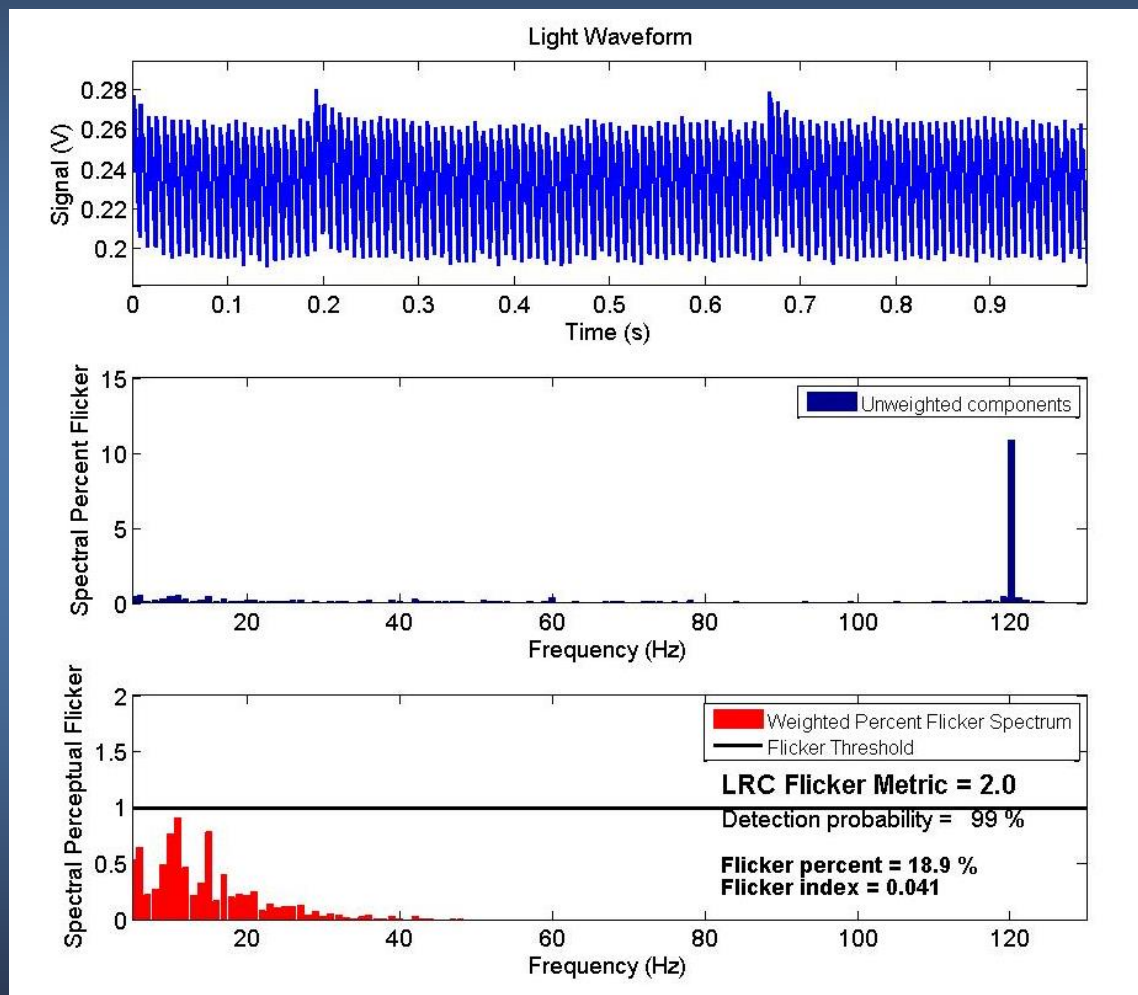 Light Waveform
Signal (V)
0.28
0.26
0.24
0.22
0.2
0 0.1 0.2 0.3 0.4 0.5 0.6 0.7 0.8 0.9
Time (s)
Spectral Percent Flicker
15
10
5
0
Unweighted components
20 40 60 80 100 120
Frequency (Hz)
Spectral Perceptual Flicker
2
1.5
1
0.5
0
Weighted Percent Flicker Spectrum
Flicker Threshold
LRC Flicker Metric = 2.0
Detection probability = 99 %
Flicker percent = 18.9 %
Flicker index = 0.041
20 40 60 80 100 120
Frequency (Hz)